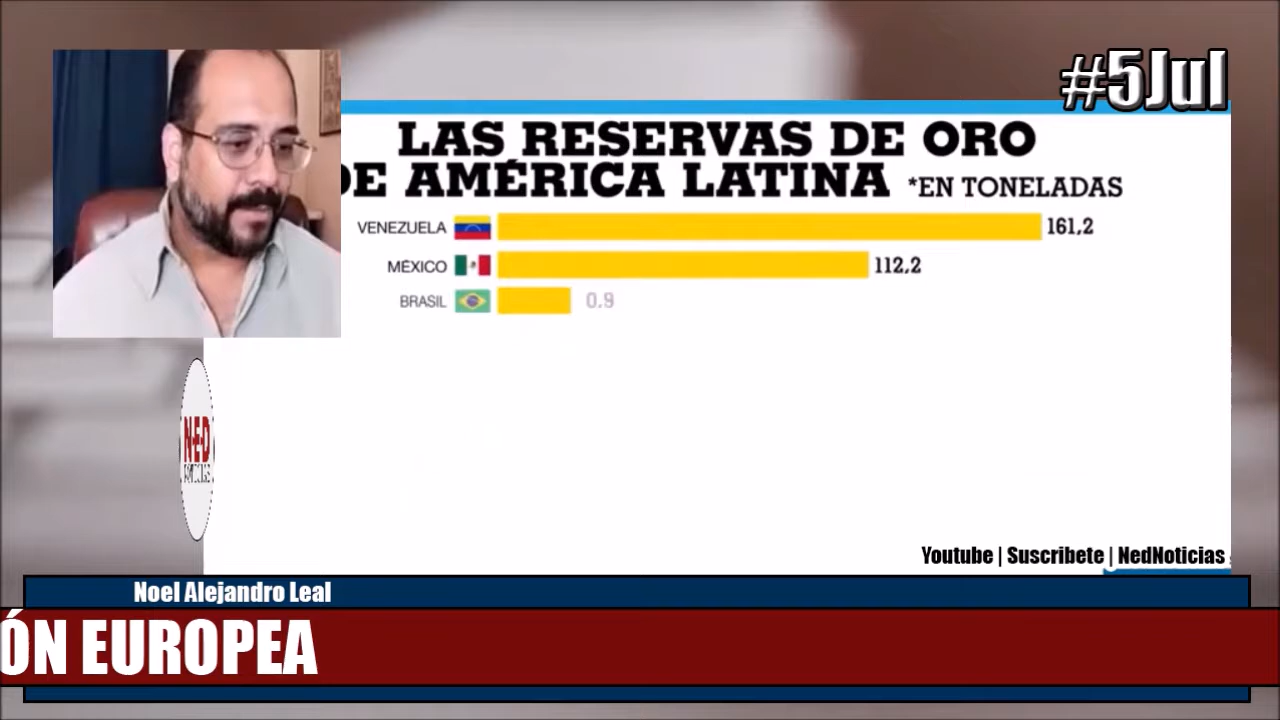 #5Jul
LAS RESERVAS DE ORO
DE AMÉRICA LATINA *EN TONELADAS
VENEZUELA 161,2
MÉXICO 112,2
BRASIL 0.9
NED
Youtube | Suscribete | NedNoticias
Noel Alejandro Leal
ÓN EUROPEA